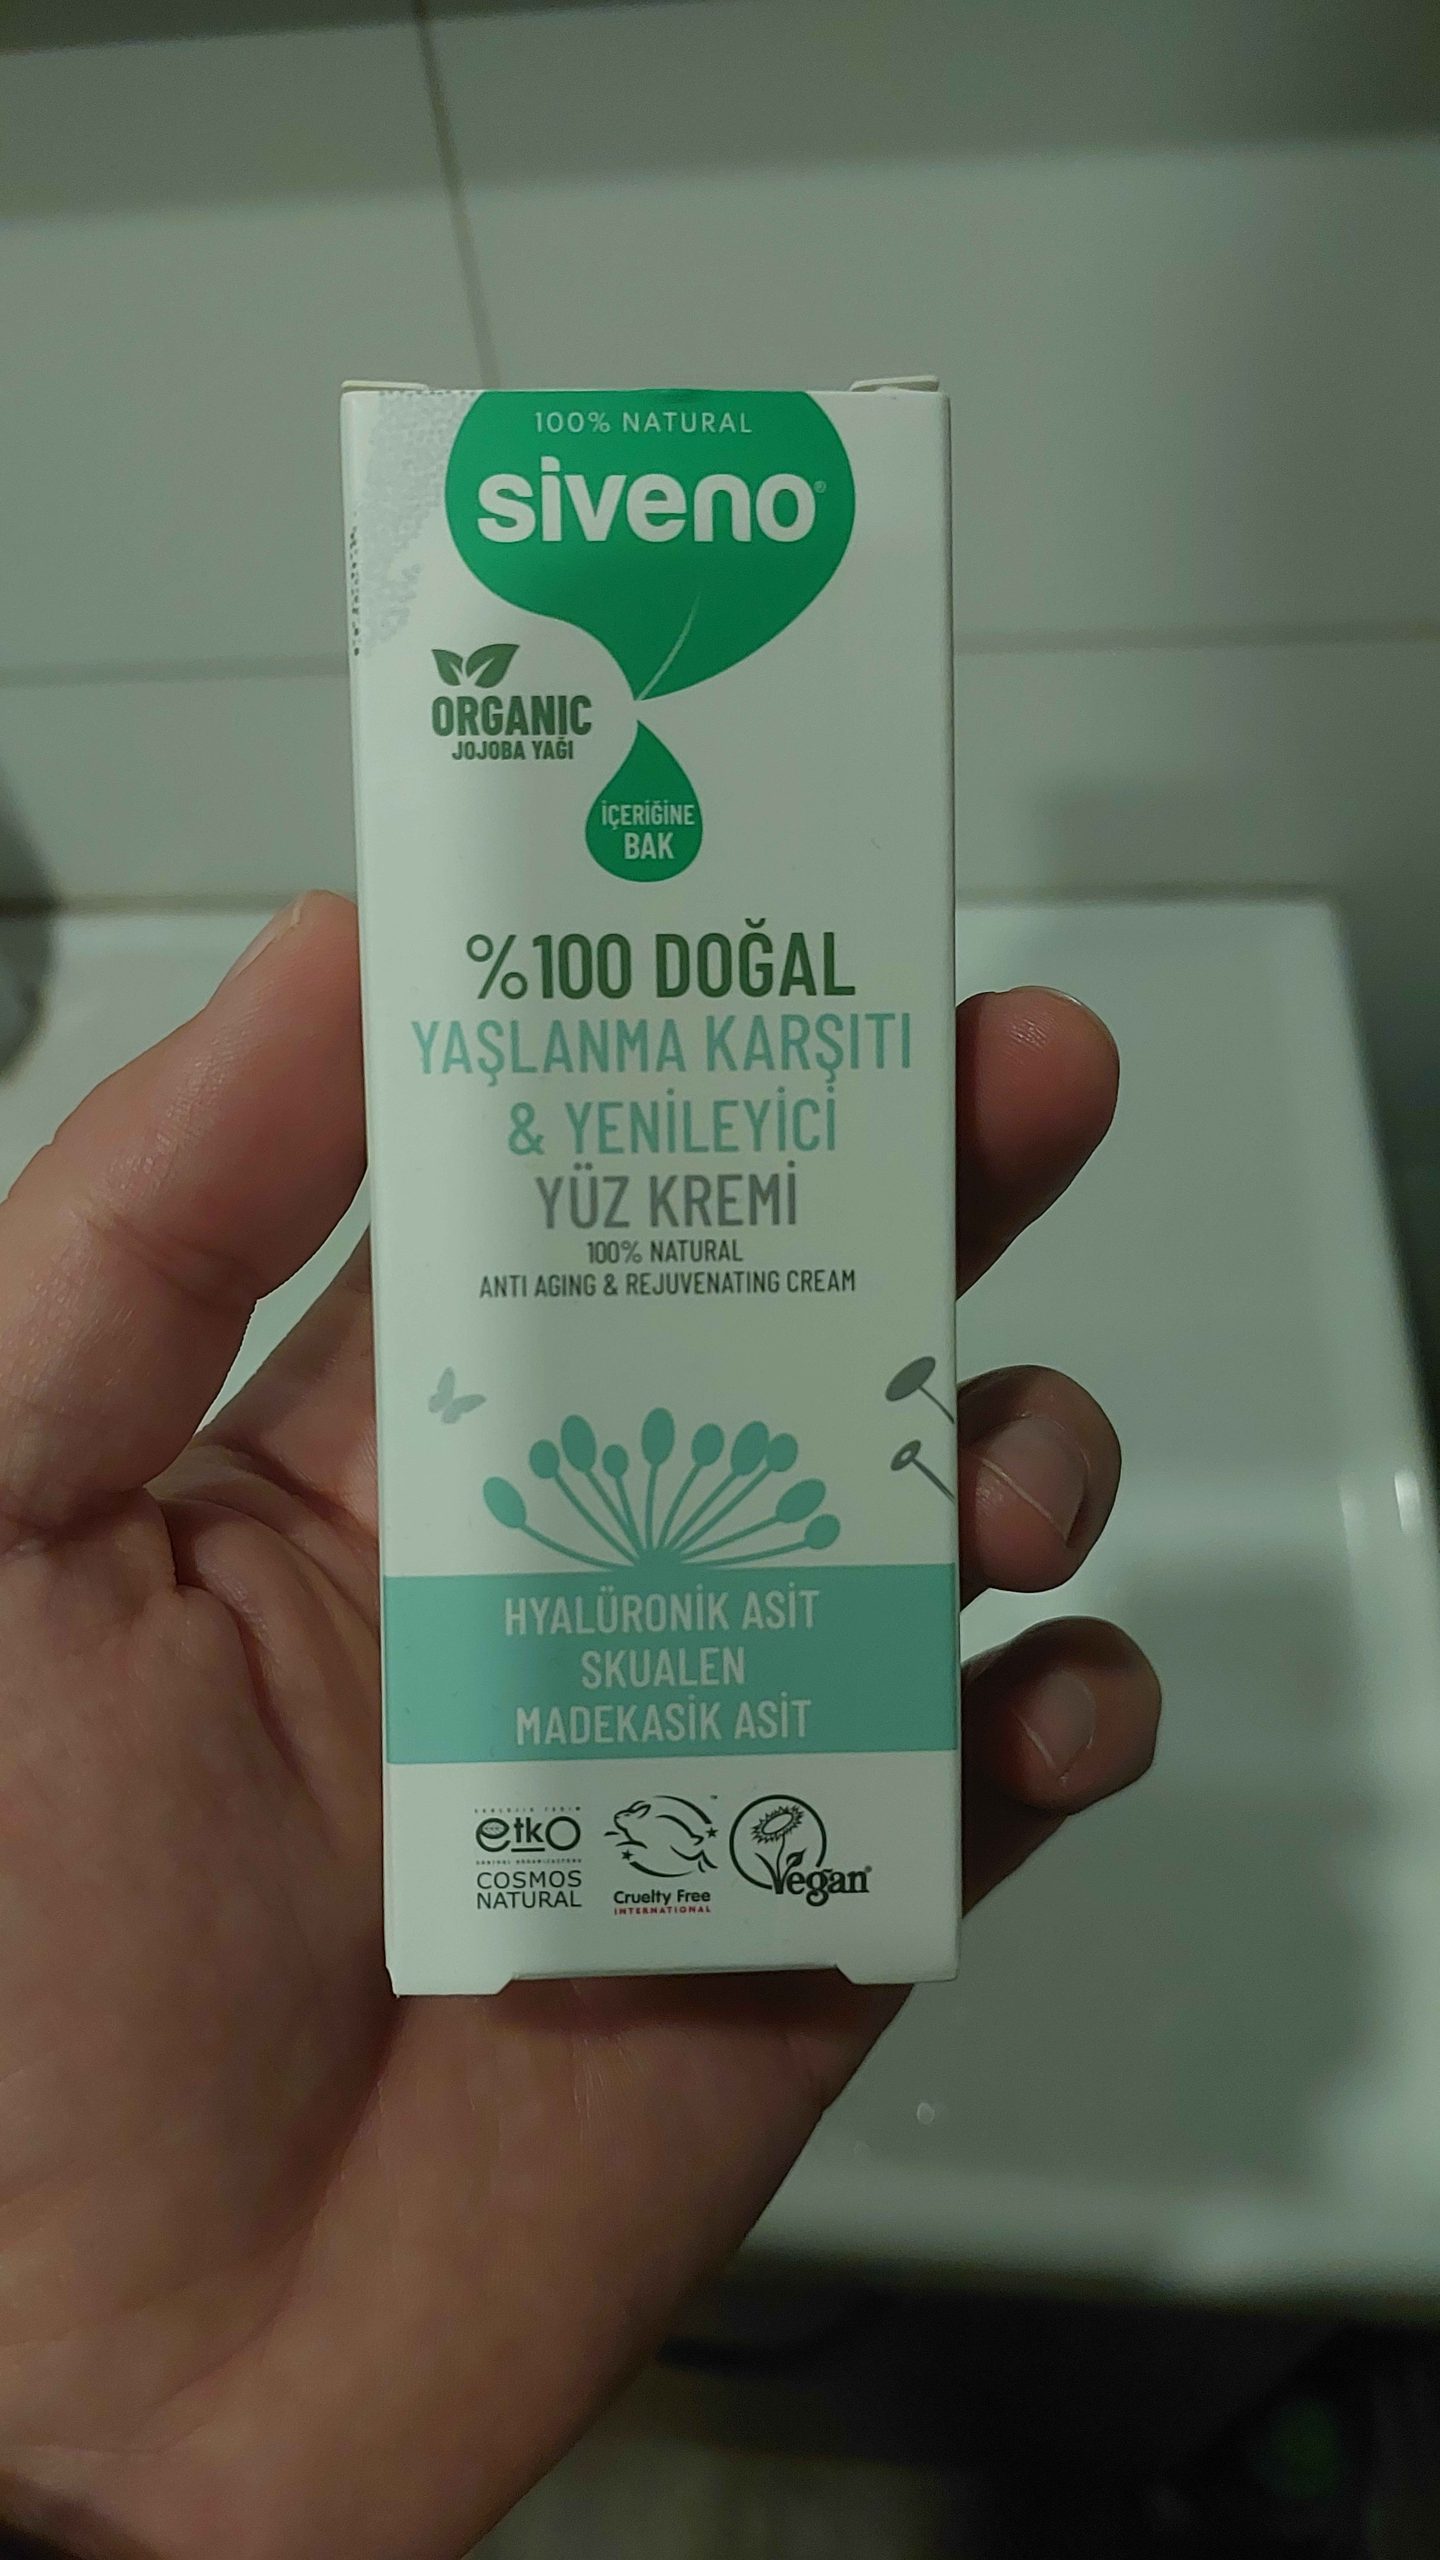 100% NATURAL
siveno®
ORGANIC
JOJOBA YAĞI
İÇERİĞİNE
BAK
%100 DOĞAL
YAŞLANMA KARŞITI
& YENİLEYİCİ
YÜZ KREMİ
100% NATURAL
ANTI AGING & REJUVENATING CREAM
HYALÜRONİK ASİT
SKUALEN
MADEKASİK ASİT
etko
COSMOS
NATURAL
Cruelty Free
INTERNATIONAL
Vegan